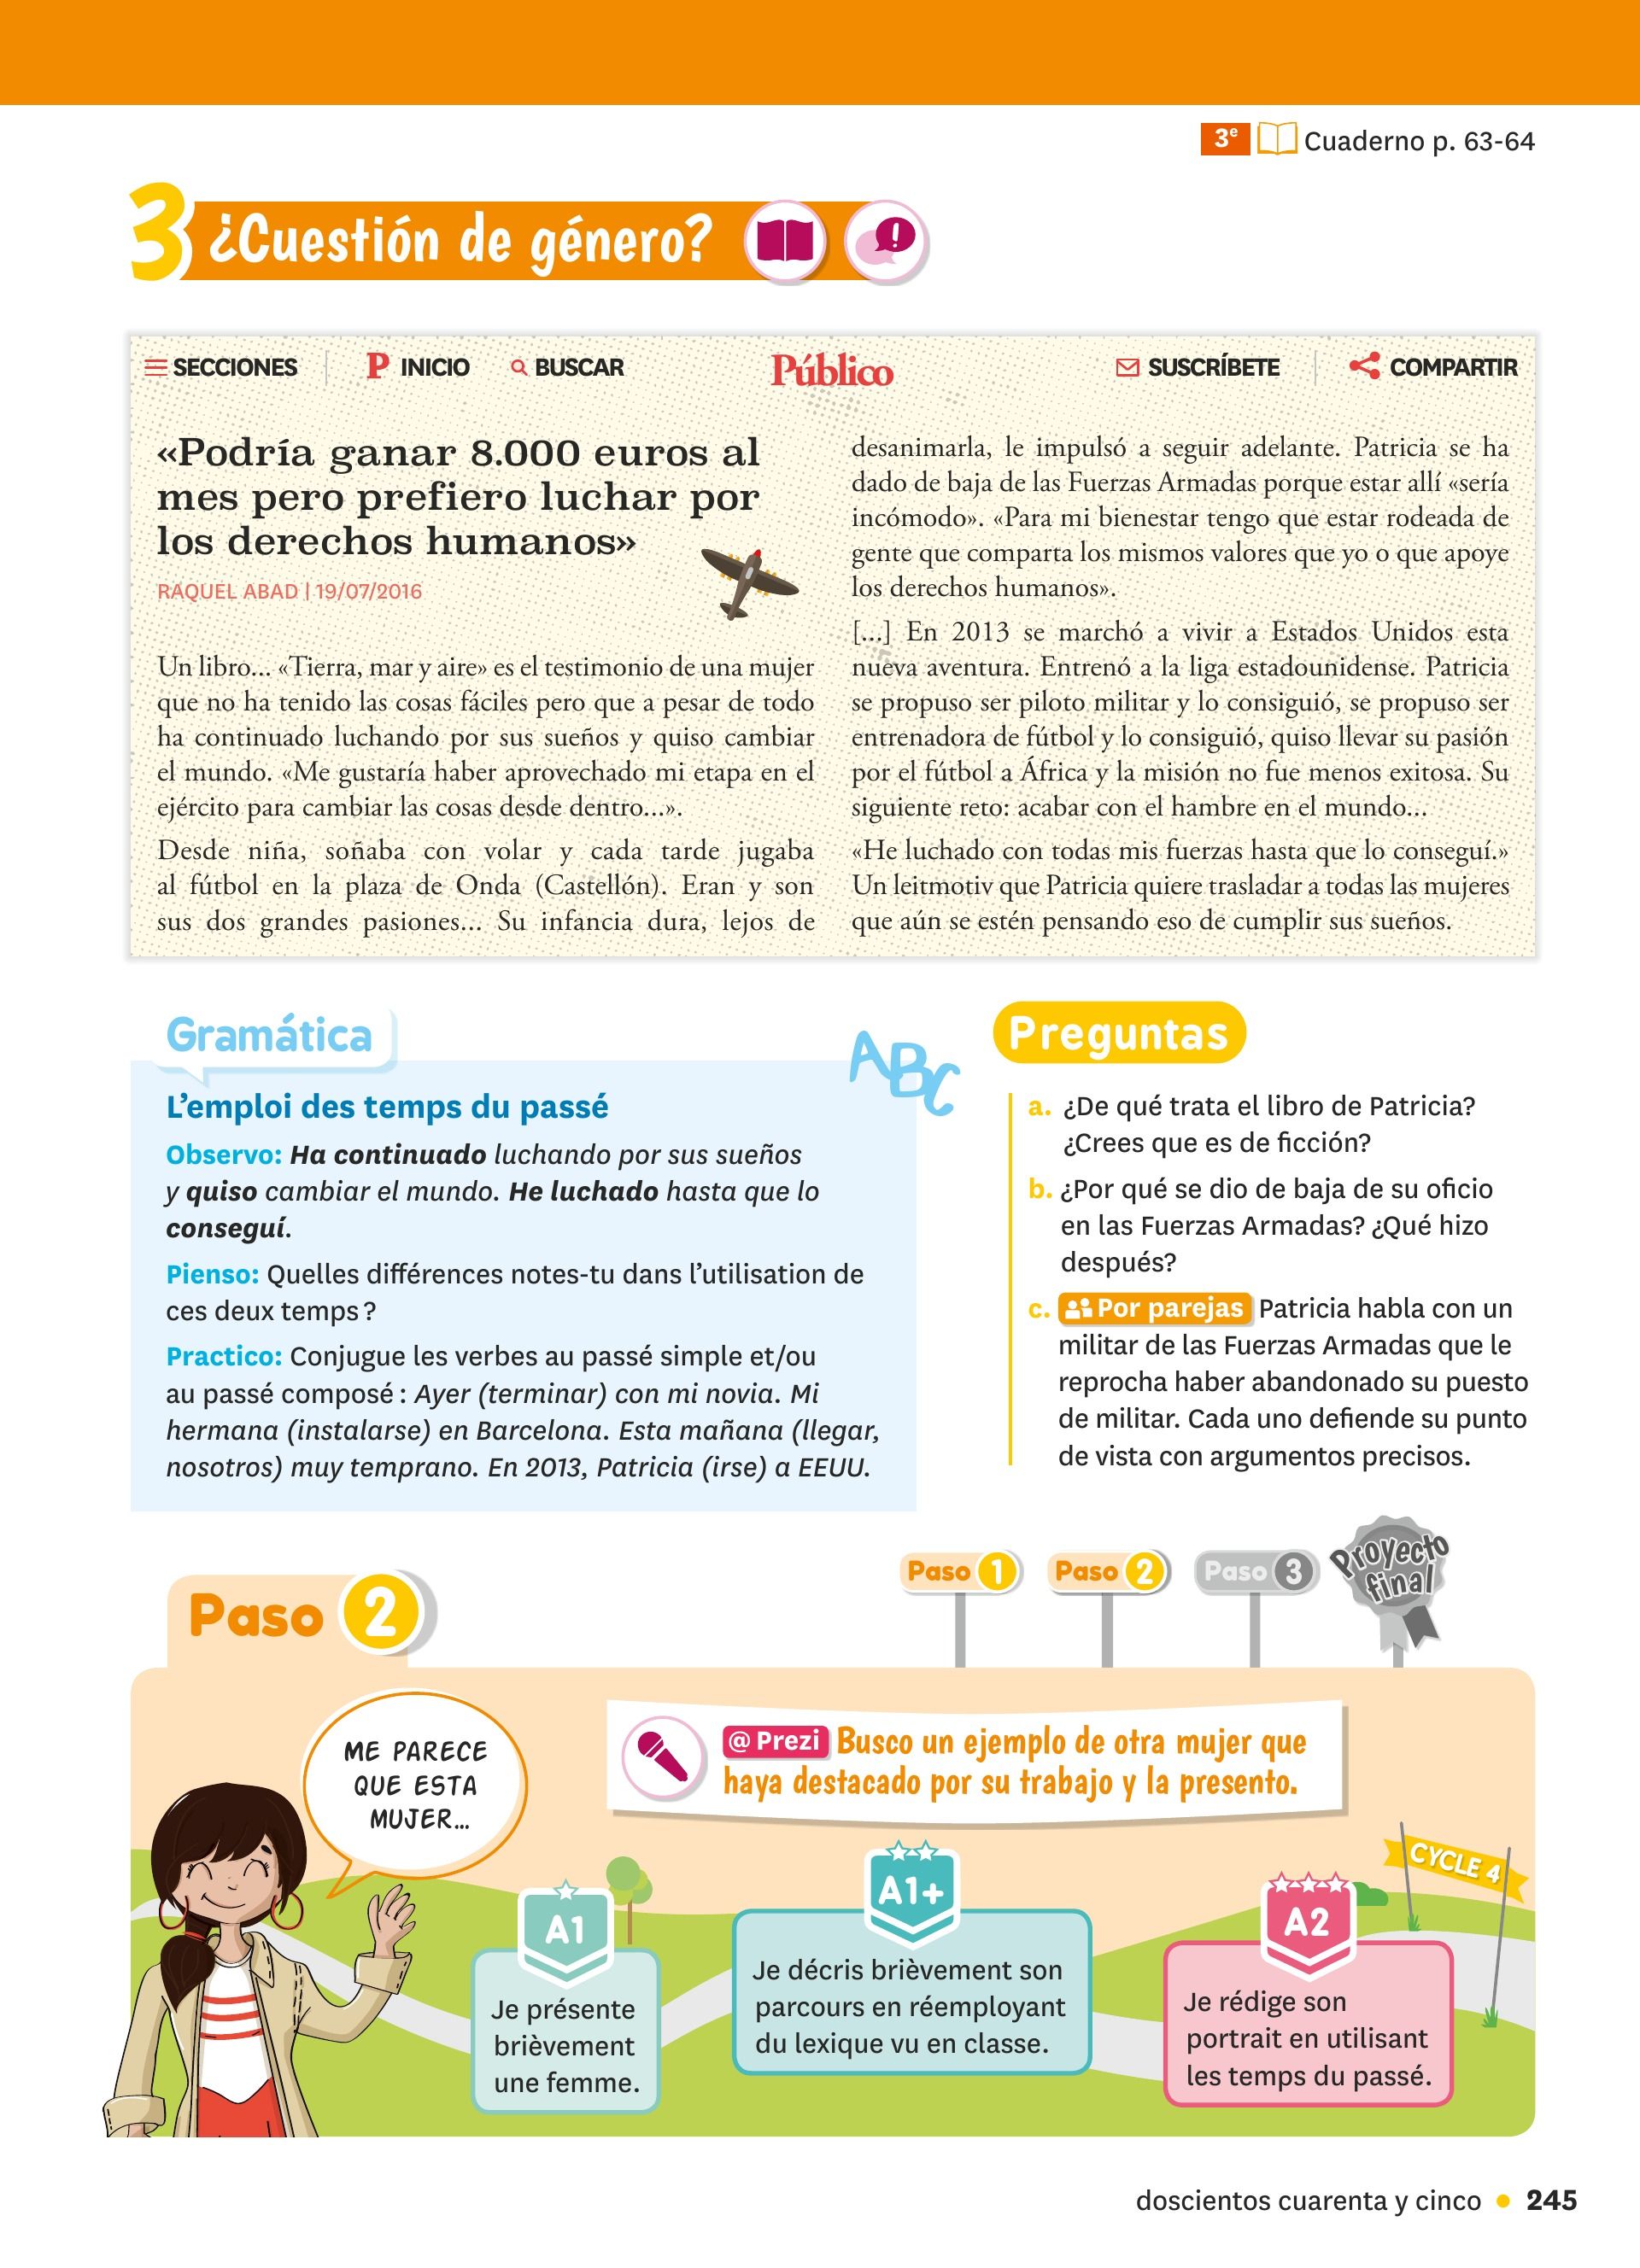 3e Cuaderno p. 63-64
3 ¿Cuestión de género?
SECCIONES P INICIO BUSCAR Público SUSCRÍBETE COMPARTIR
«Podría ganar 8.000 euros al
mes pero prefiero luchar por
los derechos humanos»
RAQUEL ABAD | 19/07/2016
Un libro... «Tierra, mar y aire» es el testimonio de una mujer
que no ha tenido las cosas fáciles pero que a pesar de todo
ha continuado luchando por sus sueños y quiso cambiar
el mundo. «Me gustaría haber aprovechado mi etapa en el
ejército para cambiar las cosas desde dentro...».
Desde niña, soñaba con volar y cada tarde jugaba
al fútbol en la plaza de Onda (Castellón). Eran y son
sus dos grandes pasiones... Su infancia dura, lejos de
desanimarla, le impulsó a seguir adelante. Patricia se ha
dado de baja de las Fuerzas Armadas porque estar allí «sería
incómodo». «Para mi bienestar tengo que estar rodeada de
gente que comparta los mismos valores que yo o que apoye
los derechos humanos».
[...] En 2013 se marchó a vivir a Estados Unidos esta
nueva aventura. Entrenó a la liga estadounidense. Patricia
se propuso ser piloto militar y lo consiguió, se propuso ser
entrenadora de fútbol y lo consiguió, quiso llevar su pasión
por el fútbol a África y la misión no fue menos exitosa. Su
siguiente reto: acabar con el hambre en el mundo...
«He luchado con todas mis fuerzas hasta que lo conseguí.»
Un leitmotiv que Patricia quiere trasladar a todas las mujeres
que aún se estén pensando eso de cumplir sus sueños.
Gramática
ABC
L'emploi des temps du passé
Observo: Ha continuado luchando por sus sueños
y quiso cambiar el mundo. He luchado hasta que lo
conseguí.
Pienso: Quelles différences notes-tu dans l'utilisation de
ces deux temps ?
Practico: Conjugue les verbes au passé simple et/ou
au passé composé : Ayer (terminar) con mi novia. Mi
hermana (instalarse) en Barcelona. Esta mañana (llegar,
nosotros) muy temprano. En 2013, Patricia (irse) a EEUU.
Preguntas
a. ¿De qué trata el libro de Patricia?
¿Crees que es de ficción?
b. ¿Por qué se dio de baja de su oficio
en las Fuerzas Armadas? ¿Qué hizo
después?
c. Por parejas Patricia habla con un
militar de las Fuerzas Armadas que le
reprocha haber abandonado su puesto
de militar. Cada uno defiende su punto
de vista con argumentos precisos.
Paso 1 Paso 2 Paso 3 Proyecto
final
Paso 2
ME PARECE
QUE ESTA
MUJER...
@ Prezi Busco un ejemplo de otra mujer que
haya destacado por su trabajo y la presento.
CYCLE 4
A1
Je présente
brièvement
une femme.
A1+
Je décris brièvement son
parcours en réemployant
du lexique vu en classe.
A2
Je rédige son
portrait en utilisant
les temps du passé.
doscientos cuarenta y cinco • 245